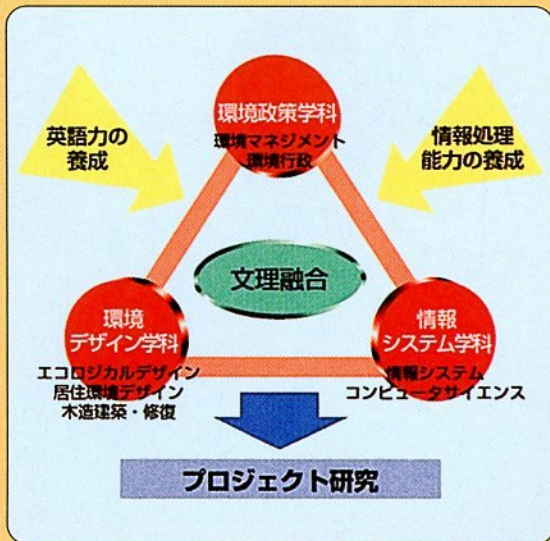 環境政策学科
環境マネジメント
環境行政
英語力の
養成
情報処理
能力の養成
文理融合
環境
デザイン学科
エコロジカルデザイン
居住環境デザイン
木造建築・修復
情報
システム学科
情報システム
コンピュータサイエンス
プロジェクト研究